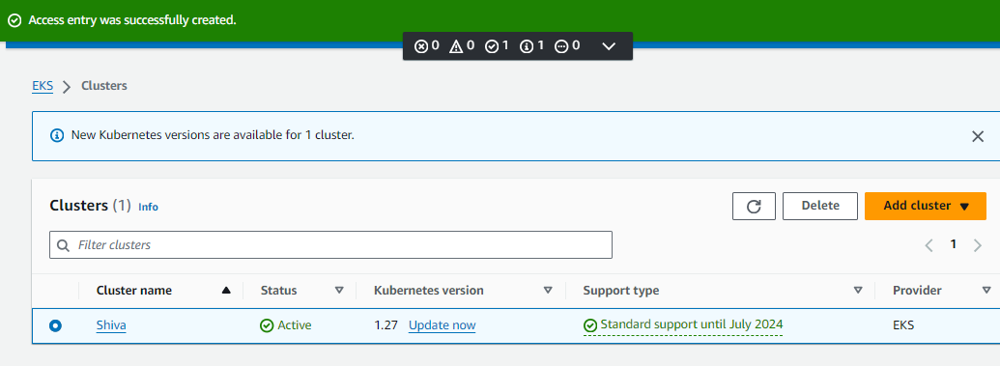 Access entry was successfully created.
0 0 1 1 0
EKS Clusters
New Kubernetes versions are available for 1 cluster.
Clusters (1) Info
Delete
Add cluster
Filter clusters
1
Cluster name Status Kubernetes version Support type Provider
Shiva Active 1.27 Update now Standard support until July 2024 EKS